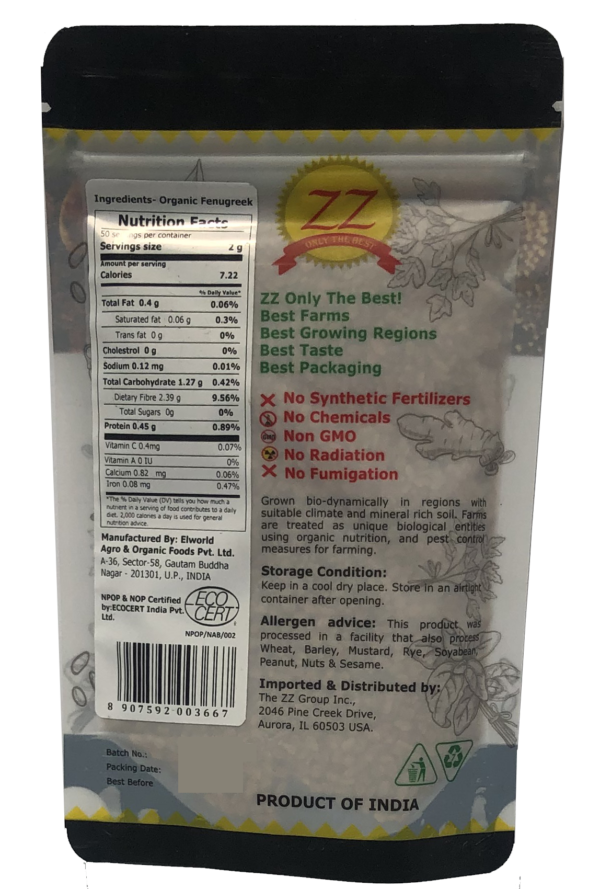 Ingredients- Organic Fenugreek
Nutrition Facts
50 per container
Servings size 2 g
Amount per serving
Calories 7.22
% Daily Value*
Total Fat 0.4 g 0.06%
Saturated fat 0.06 g 0.3%
Trans fat 0 g 0%
Cholestrol 0 g 0%
Sodium 0.12 mg 0.01%
Total Carbohydrate 1.27 g 0.42%
Dietary Fibre 2.39 g 9.56%
Total Sugars 0g 0%
Protein 0.45 g 0.89%
Vitamin C 0.4mg 0.07%
Vitamin A 0 IU 0%
Calcium 0.82 mg 0.06%
Iron 0.08 mg 0.47%
*The % Daily Value (DV) tells you how much a
nutrient in a serving of food contributes to a daily
diet. 2,000 calories a day is used for general
nutrition advice.
Manufactured By: Elworld
Agro & Organic Foods Pvt. Ltd.
A-36, Sector-58, Gautam Buddha
Nagar - 201301, U.P., INDIA
NPOP & NOP Certified
by:ECOCERT India Pvt.
Ltd.
ECO
CERT
NPOP/NAB/002
8 907592 003667
Batch No.:
Packing Date:
Best Before
ZZ
ONLY THE BEST
ZZ Only The Best!
Best Farms
Best Growing Regions
Best Taste
Best Packaging
No Synthetic Fertilizers
No Chemicals
Non GMO
No Radiation
No Fumigation
Grown bio-dynamically in regions with
suitable climate and mineral rich soil. Farms
are treated as unique biological entities
using organic nutrition, and pest control
measures for farming.
Storage Condition:
Keep in a cool dry place. Store in an airtight
container after opening.
Allergen advice: This product was
processed in a facility that also process
Wheat, Barley, Mustard, Rye, Soyabean,
Peanut, Nuts & Sesame.
Imported & Distributed by:
The ZZ Group Inc.,
2046 Pine Creek Drive,
Aurora, IL 60503 USA.
PRODUCT OF INDIA